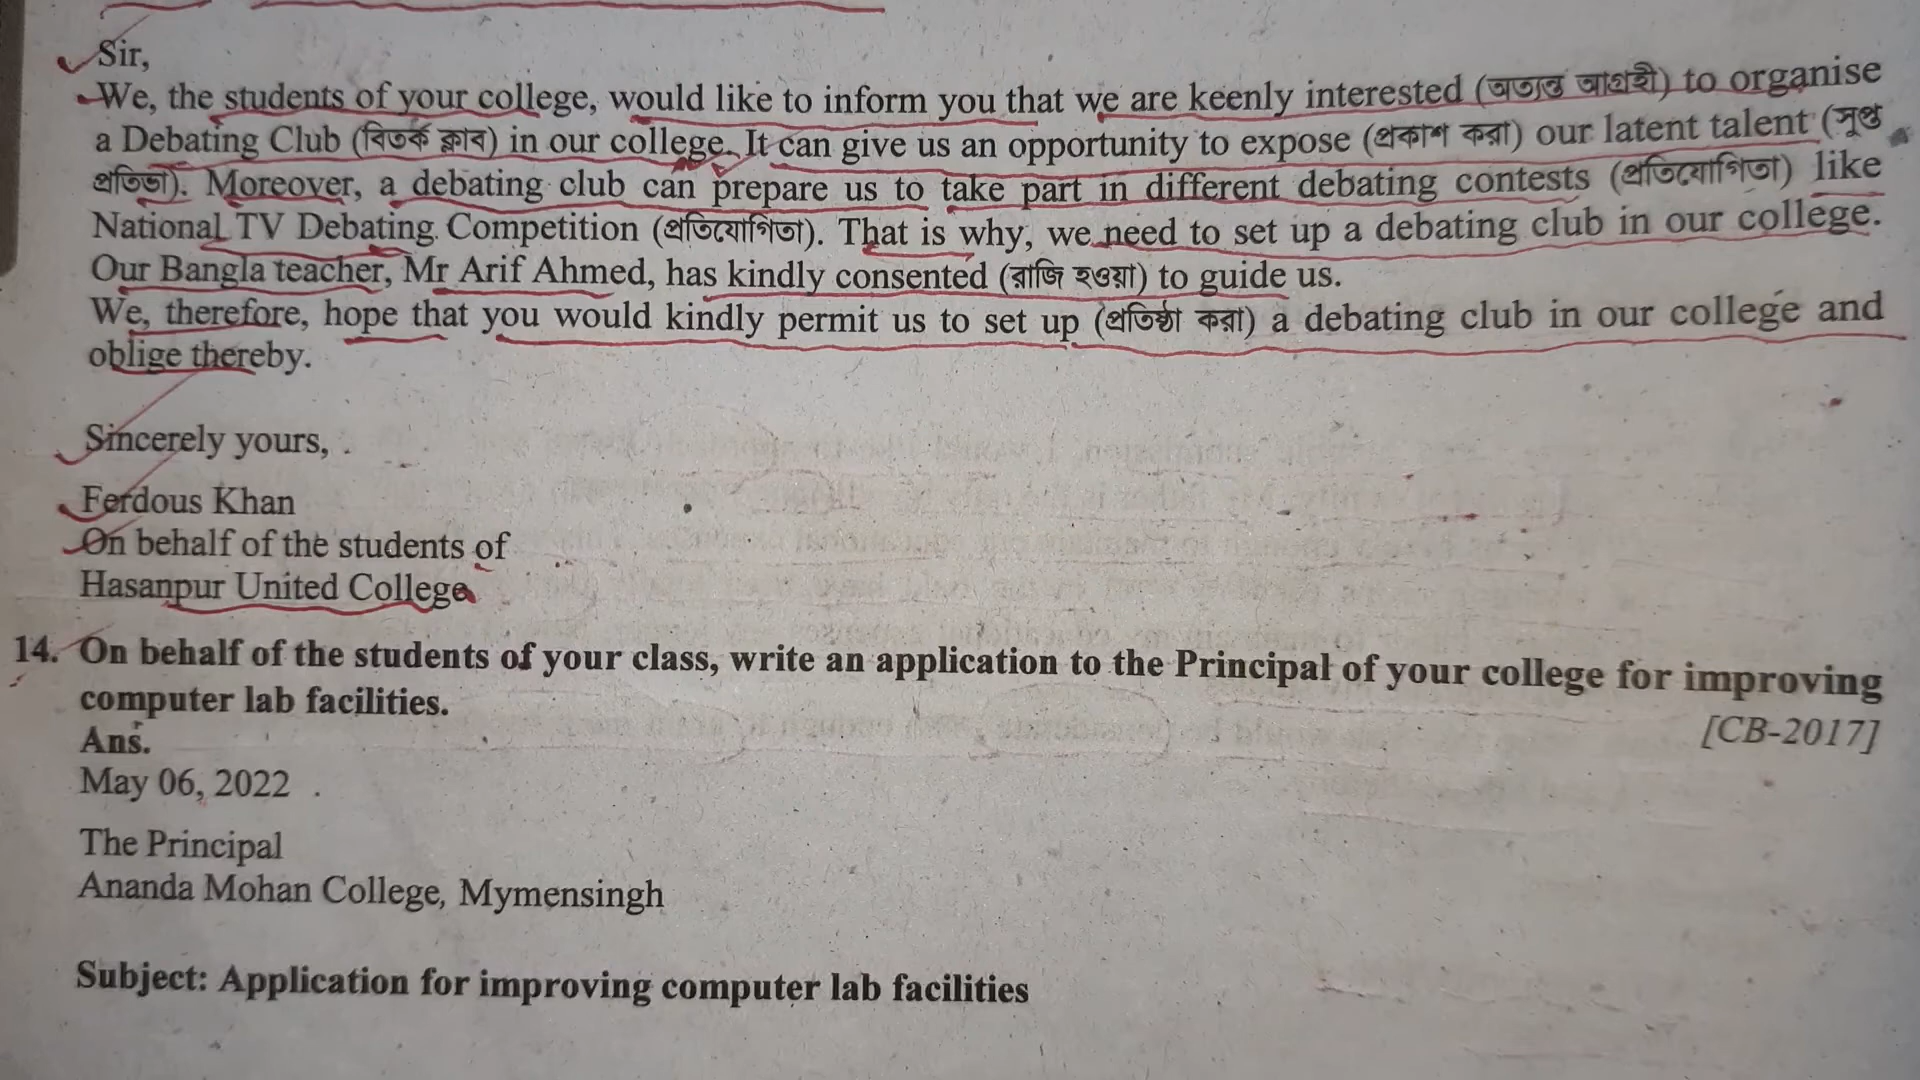 Sir,
We, the students of your college, would like to inform you that we are keenly interested (অত্যন্ত আগ্রহী) to organise
a Debating Club (বিতর্ক ক্লাব) in our college. It can give us an opportunity to expose (প্রকাশ করা) our latent talent (সুপ্ত
প্রতিভা). Moreover, a debating club can prepare us to take part in different debating contests (প্রতিযোগিতা) like
National TV Debating Competition (প্রতিযোগিতা). That is why, we need to set up a debating club in our college.
Our Bangla teacher, Mr Arif Ahmed, has kindly consented (রাজি হওয়া) to guide us.
We, therefore, hope that you would kindly permit us to set up (প্রতিষ্ঠা করা) a debating club in our college and
oblige thereby.
Sincerely yours,
Ferdous Khan
On behalf of the students of
Hasanpur United College
14. On behalf of the students of your class, write an application to the Principal of your college for improving
computer lab facilities.
[CB-2017]
Ans.
May 06, 2022
The Principal
Ananda Mohan College, Mymensingh
Subject: Application for improving computer lab facilities